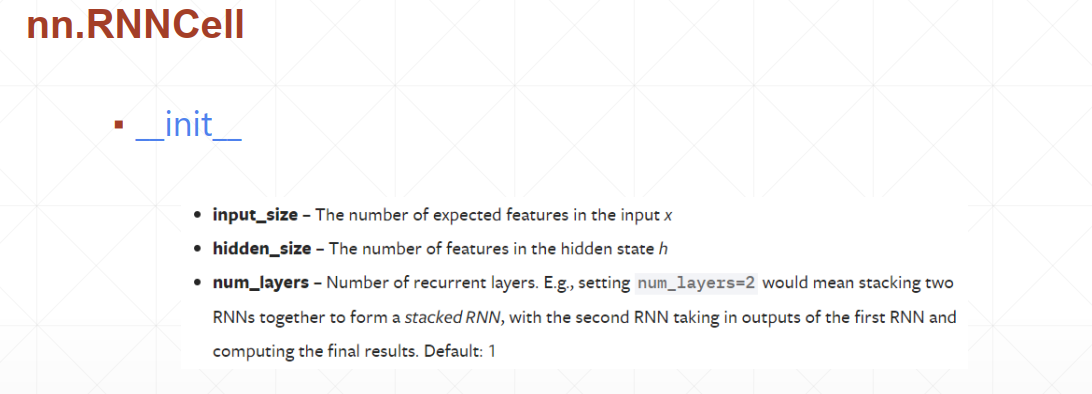 nn.RNNCell
▪ __init__
• input_size – The number of expected features in the input x
• hidden_size – The number of features in the hidden state h
• num_layers – Number of recurrent layers. E.g., setting num_layers=2 would mean stacking two
RNNs together to form a stacked RNN, with the second RNN taking in outputs of the first RNN and
computing the final results. Default: 1